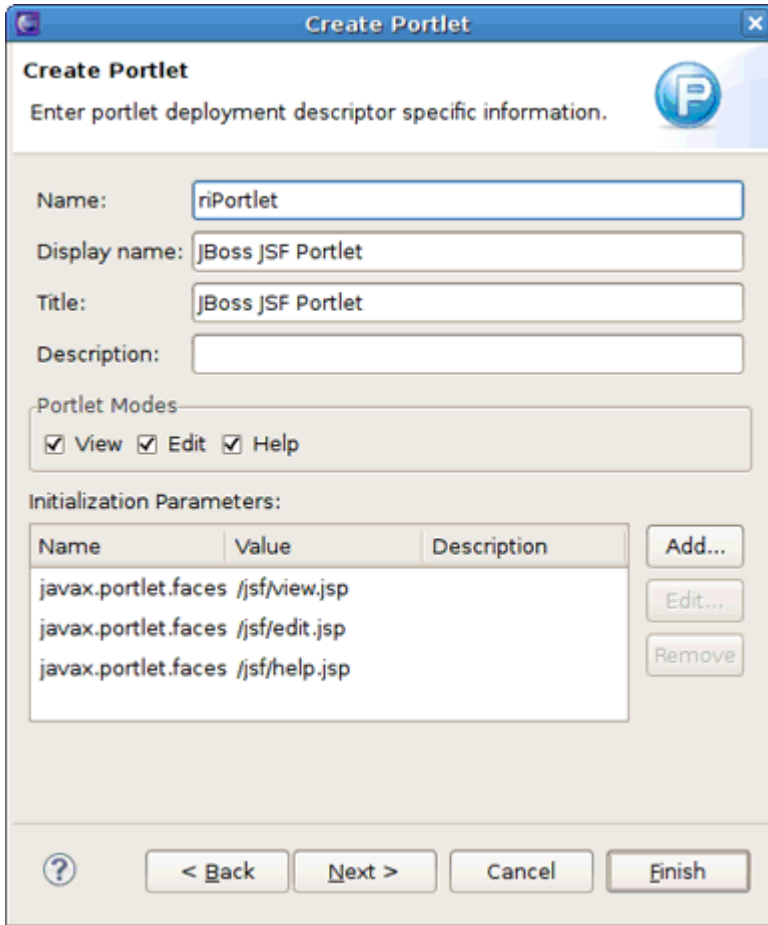 Create Portlet
Create Portlet
Enter portlet deployment descriptor specific information.
P
Name: riPortlet
Display name: JBoss JSF Portlet
Title: JBoss JSF Portlet
Description:
Portlet Modes
View Edit Help
Initialization Parameters:
Name Value Description Add...
javax.portlet.faces /jsf/view.jsp Edit...
javax.portlet.faces /jsf/edit.jsp
javax.portlet.faces /jsf/help.jsp Remove
? < Back Next > Cancel Finish